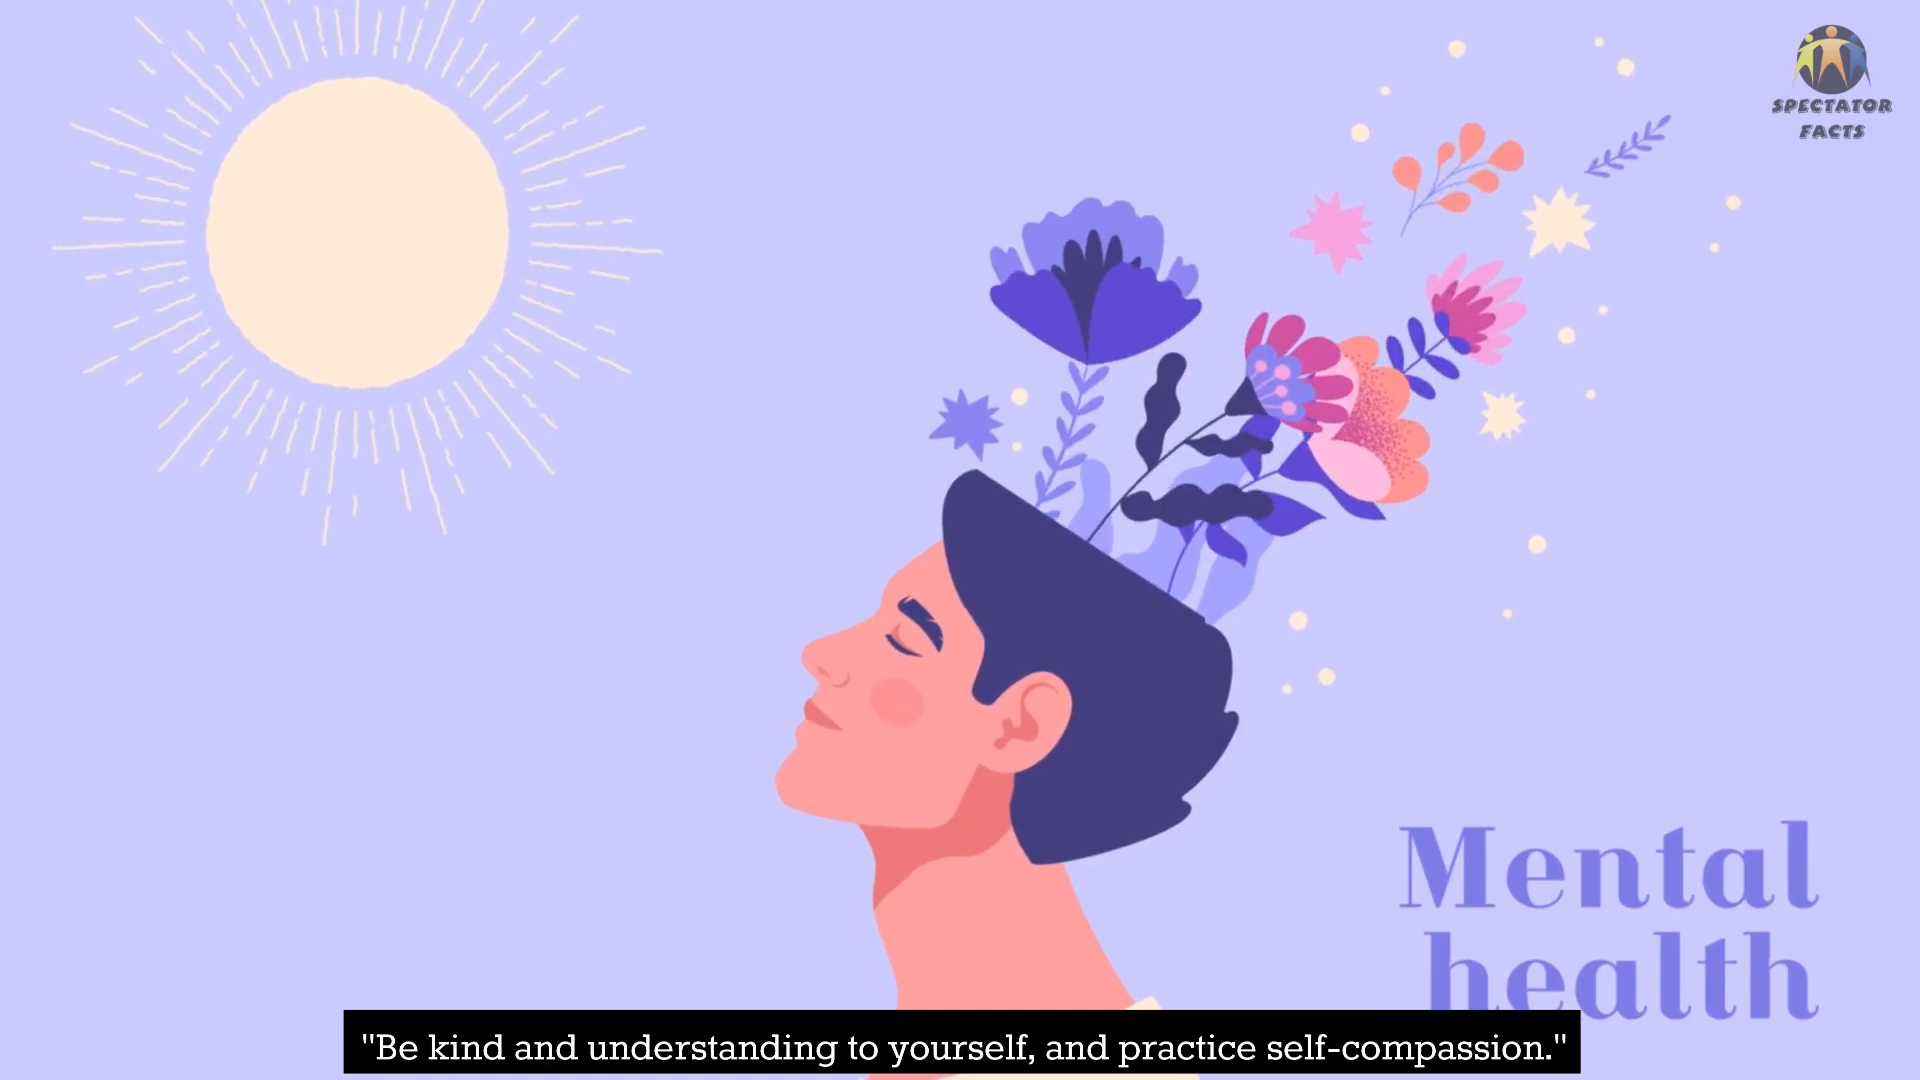 SPECTATOR
FACTS
Mental
health
"Be kind and understanding to yourself, and practice self-compassion."